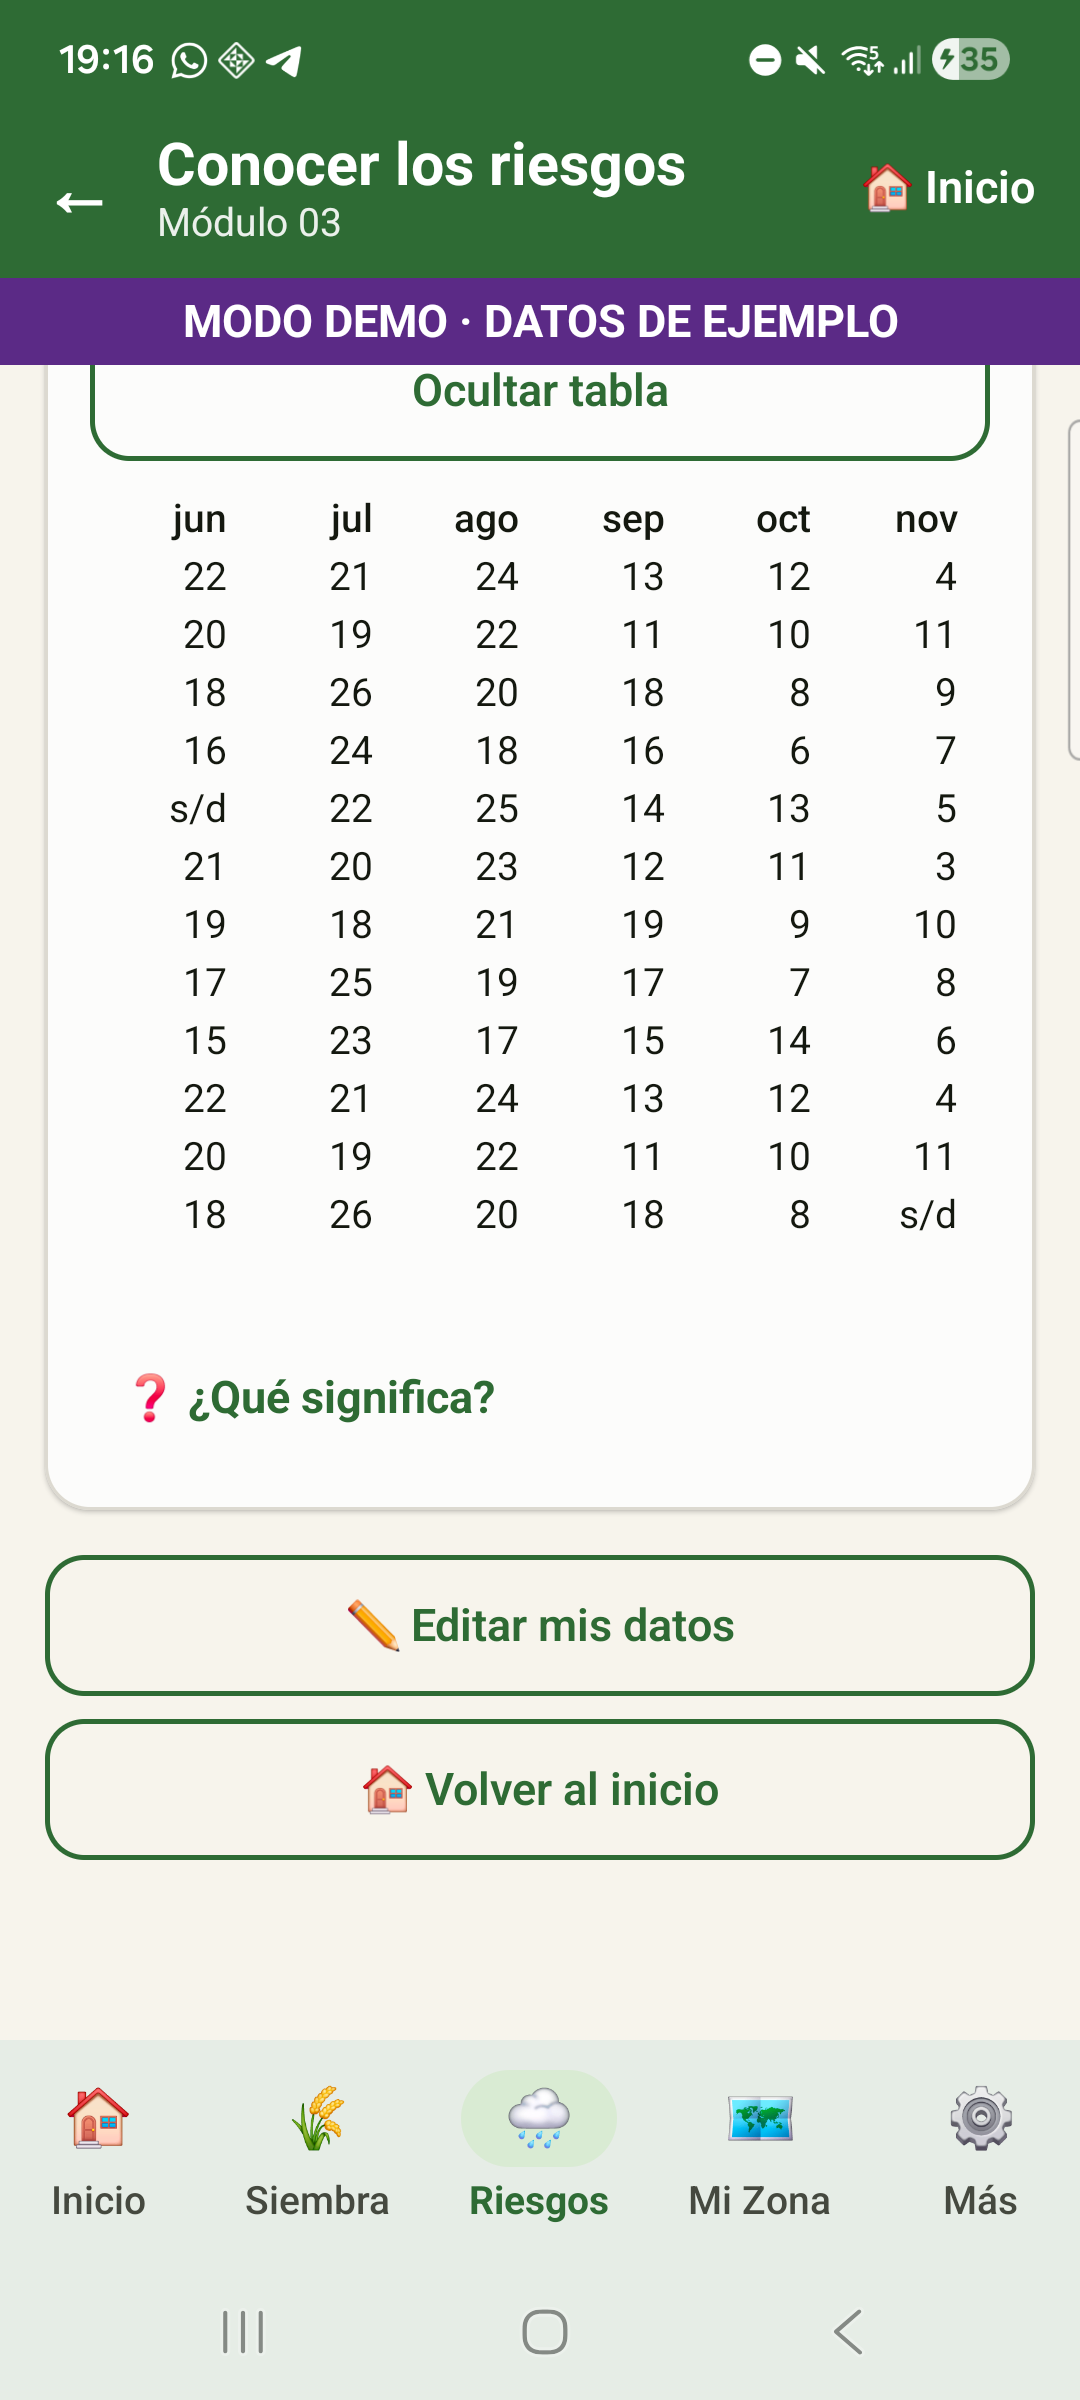 19:16
5
35
Conocer los riesgos
Módulo 03
Inicio
MODO DEMO · DATOS DE EJEMPLO
Ocultar tabla
jun jul ago sep oct nov
22 21 24 13 12 4
20 19 22 11 10 11
18 26 20 18 8 9
16 24 18 16 6 7
s/d 22 25 14 13 5
21 20 23 12 11 3
19 18 21 19 9 10
17 25 19 17 7 8
15 23 17 15 14 6
22 21 24 13 12 4
20 19 22 11 10 11
18 26 20 18 8 s/d
❓ ¿Qué significa?
Editar mis datos
Volver al inicio
Inicio Siembra Riesgos Mi Zona Más